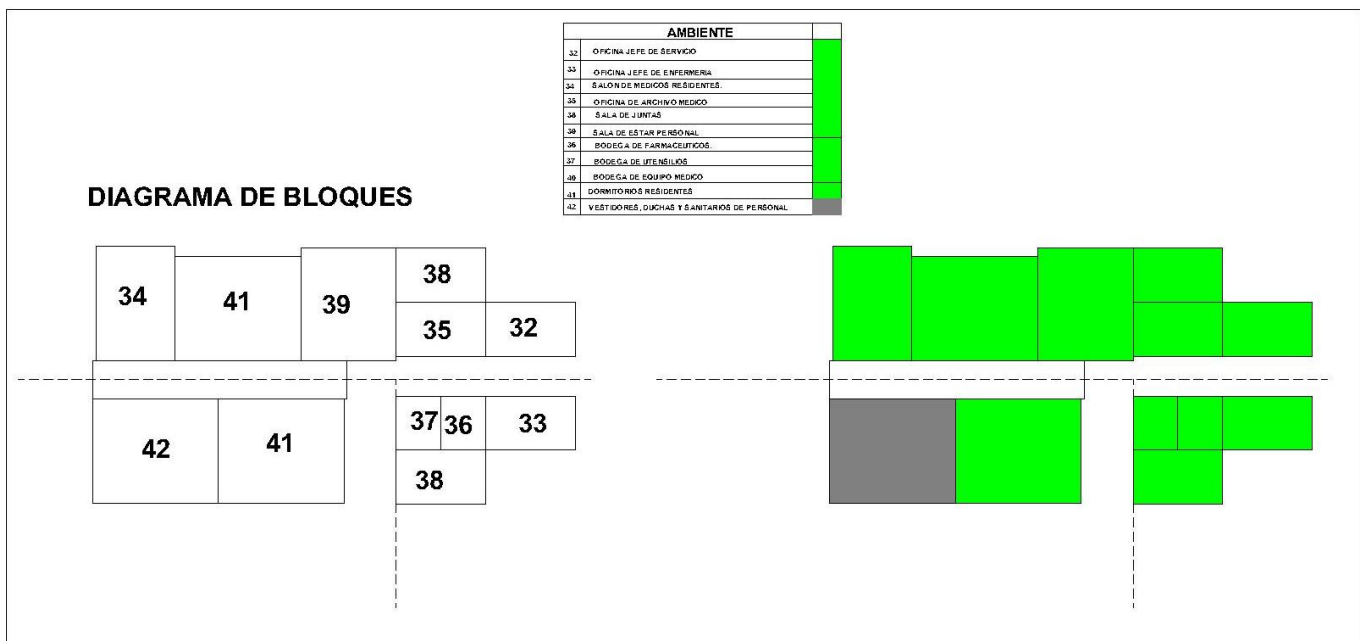 AMBIENTE
32 OFICINA JEFE DE SERVICIO
33 OFICINA JEFE DE ENFERMERIA
34 SALON DE MEDICOS RESIDENTES.
35 OFICINA DE ARCHIVO MEDICO
38 SALA DE JUNTAS
39 SALA DE ESTAR PERSONAL
36 BODEGA DE FARMACEUTICOS.
37 BODEGA DE UTENSILIOS
40 BODEGA DE EQUIPO MEDICO
41 DORMITORIOS RESIDENTES
42 VESTIDORES, DUCHAS Y SANITARIOS DE PERSONAL
DIAGRAMA DE BLOQUES
34 41 39 38
35 32
42 41 37 36 33
38